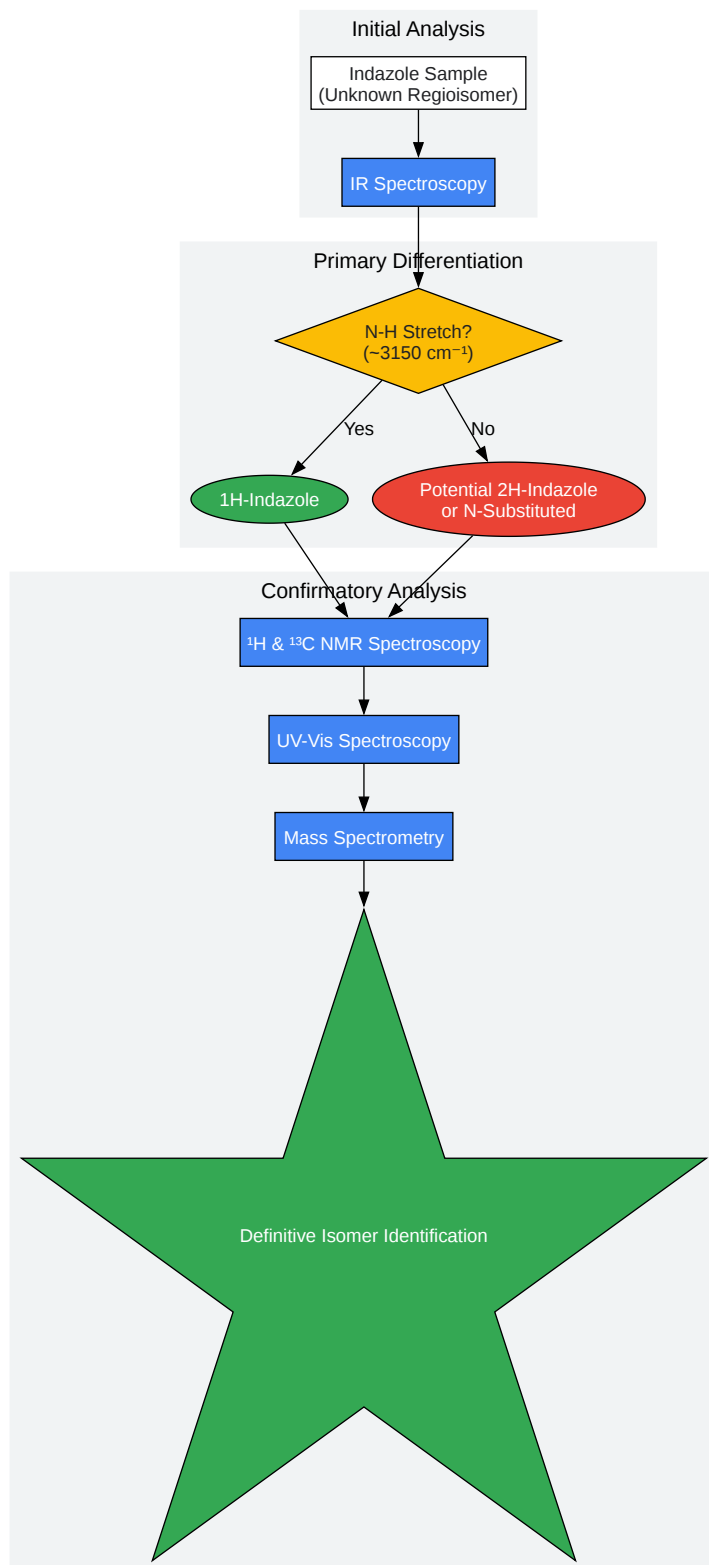 Initial Analysis
Indazole Sample
(Unknown Regioisomer)
IR Spectroscopy
Primary Differentiation
N-H Stretch?
(~3150 cm⁻¹)
Yes
No
1H-Indazole
Potential 2H-Indazole
or N-Substituted
Confirmatory Analysis
¹H & ¹³C NMR Spectroscopy
UV-Vis Spectroscopy
Mass Spectrometry
Definitive Isomer Identification